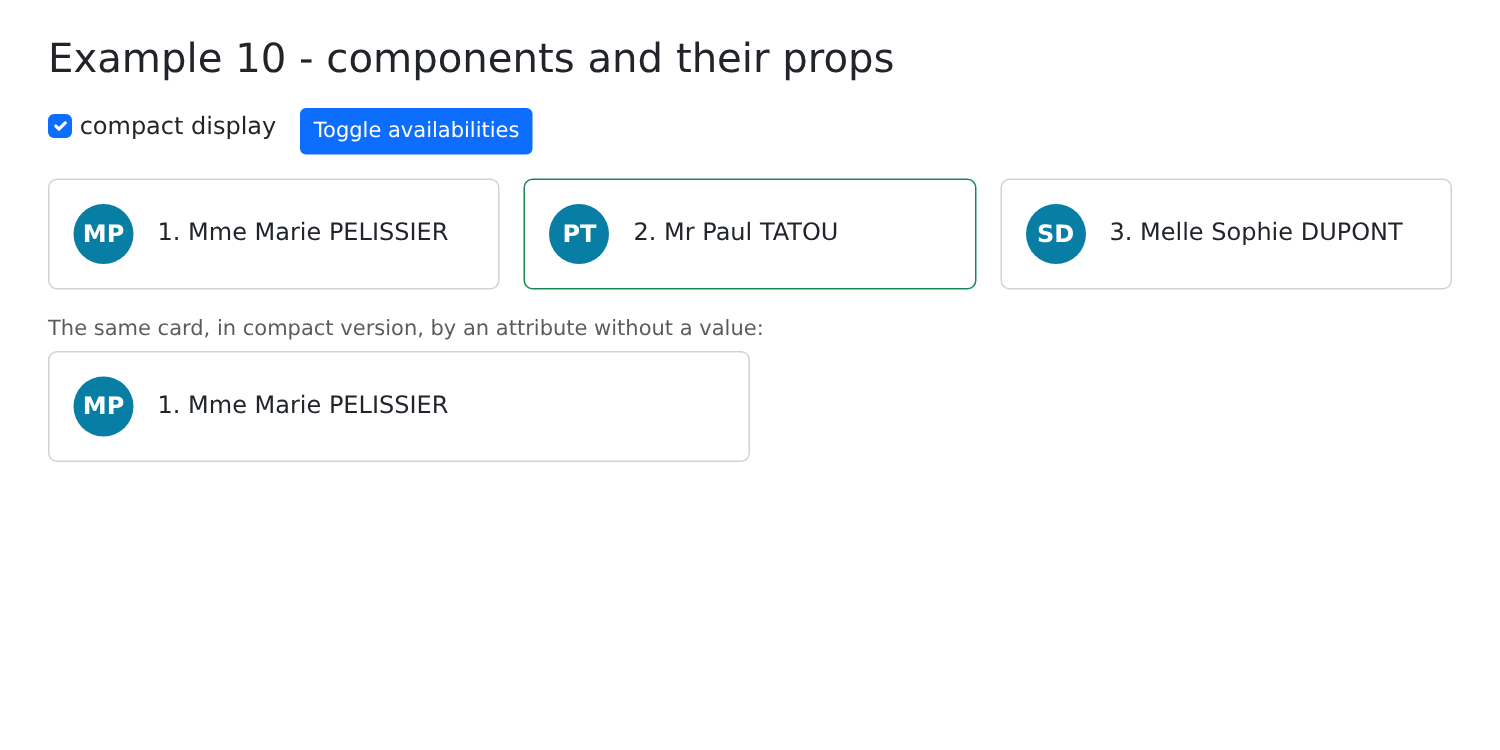 Example 10 - components and their props
compact display Toggle availabilities
MP 1. Mme Marie PELISSIER PT 2. Mr Paul TATOU SD 3. Melle Sophie DUPONT
The same card, in compact version, by an attribute without a value:
MP 1. Mme Marie PELISSIER